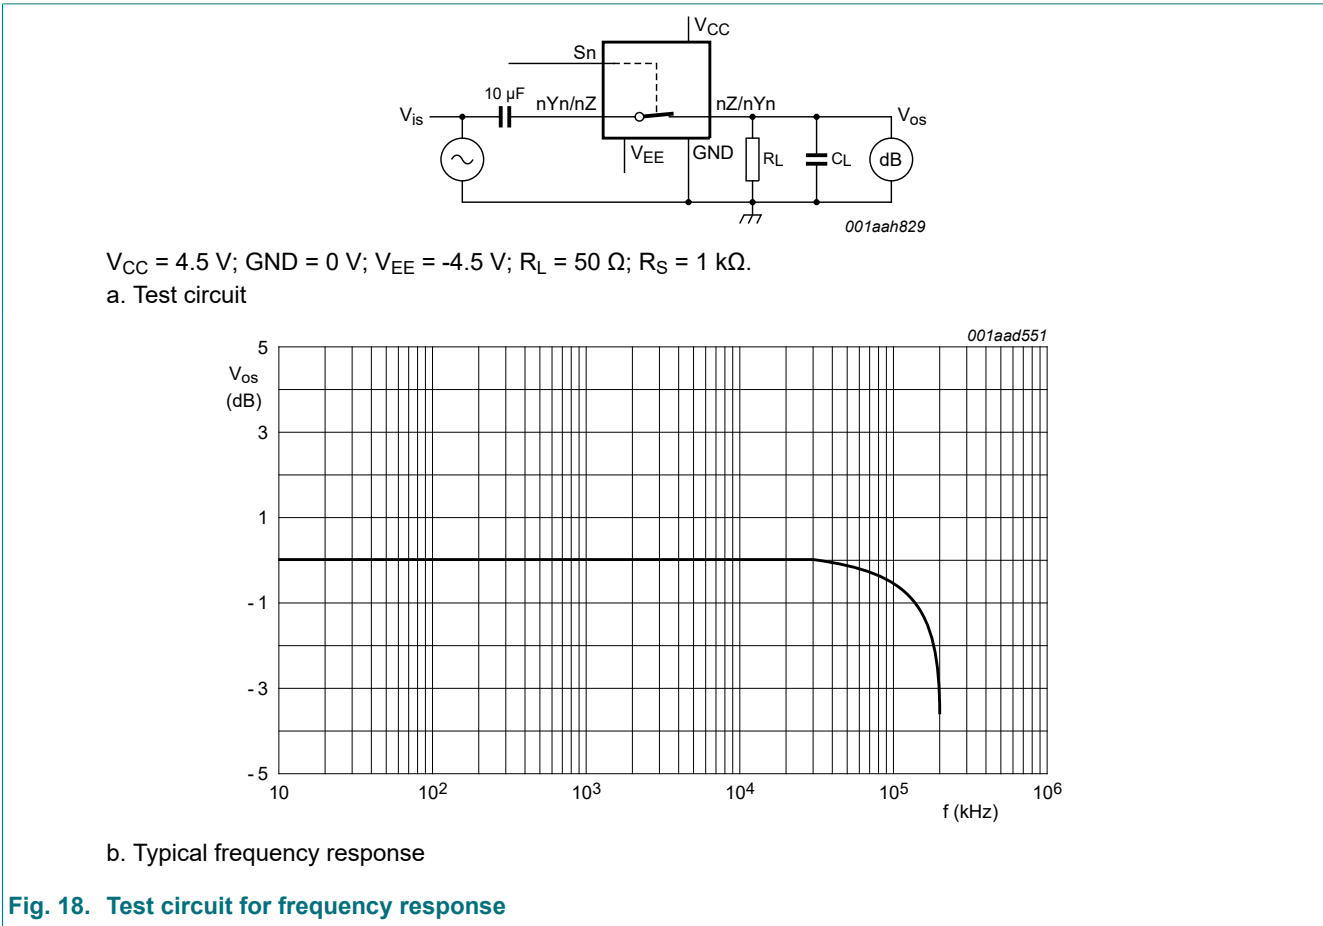 VCC
Sn
10 µF
nYn/nZ
nZ/nYn
Vis
Vos
VEE
GND
RL
CL
dB
001aah829
VCC = 4.5 V; GND = 0 V; VEE = -4.5 V; RL = 50 Ω; RS = 1 kΩ.
a. Test circuit
001aad551
5
Vos
(dB)
3
1
- 1
- 3
- 5
10
10²
10³
10⁴
10⁵
10⁶
f (kHz)
b. Typical frequency response
Fig. 18. Test circuit for frequency response